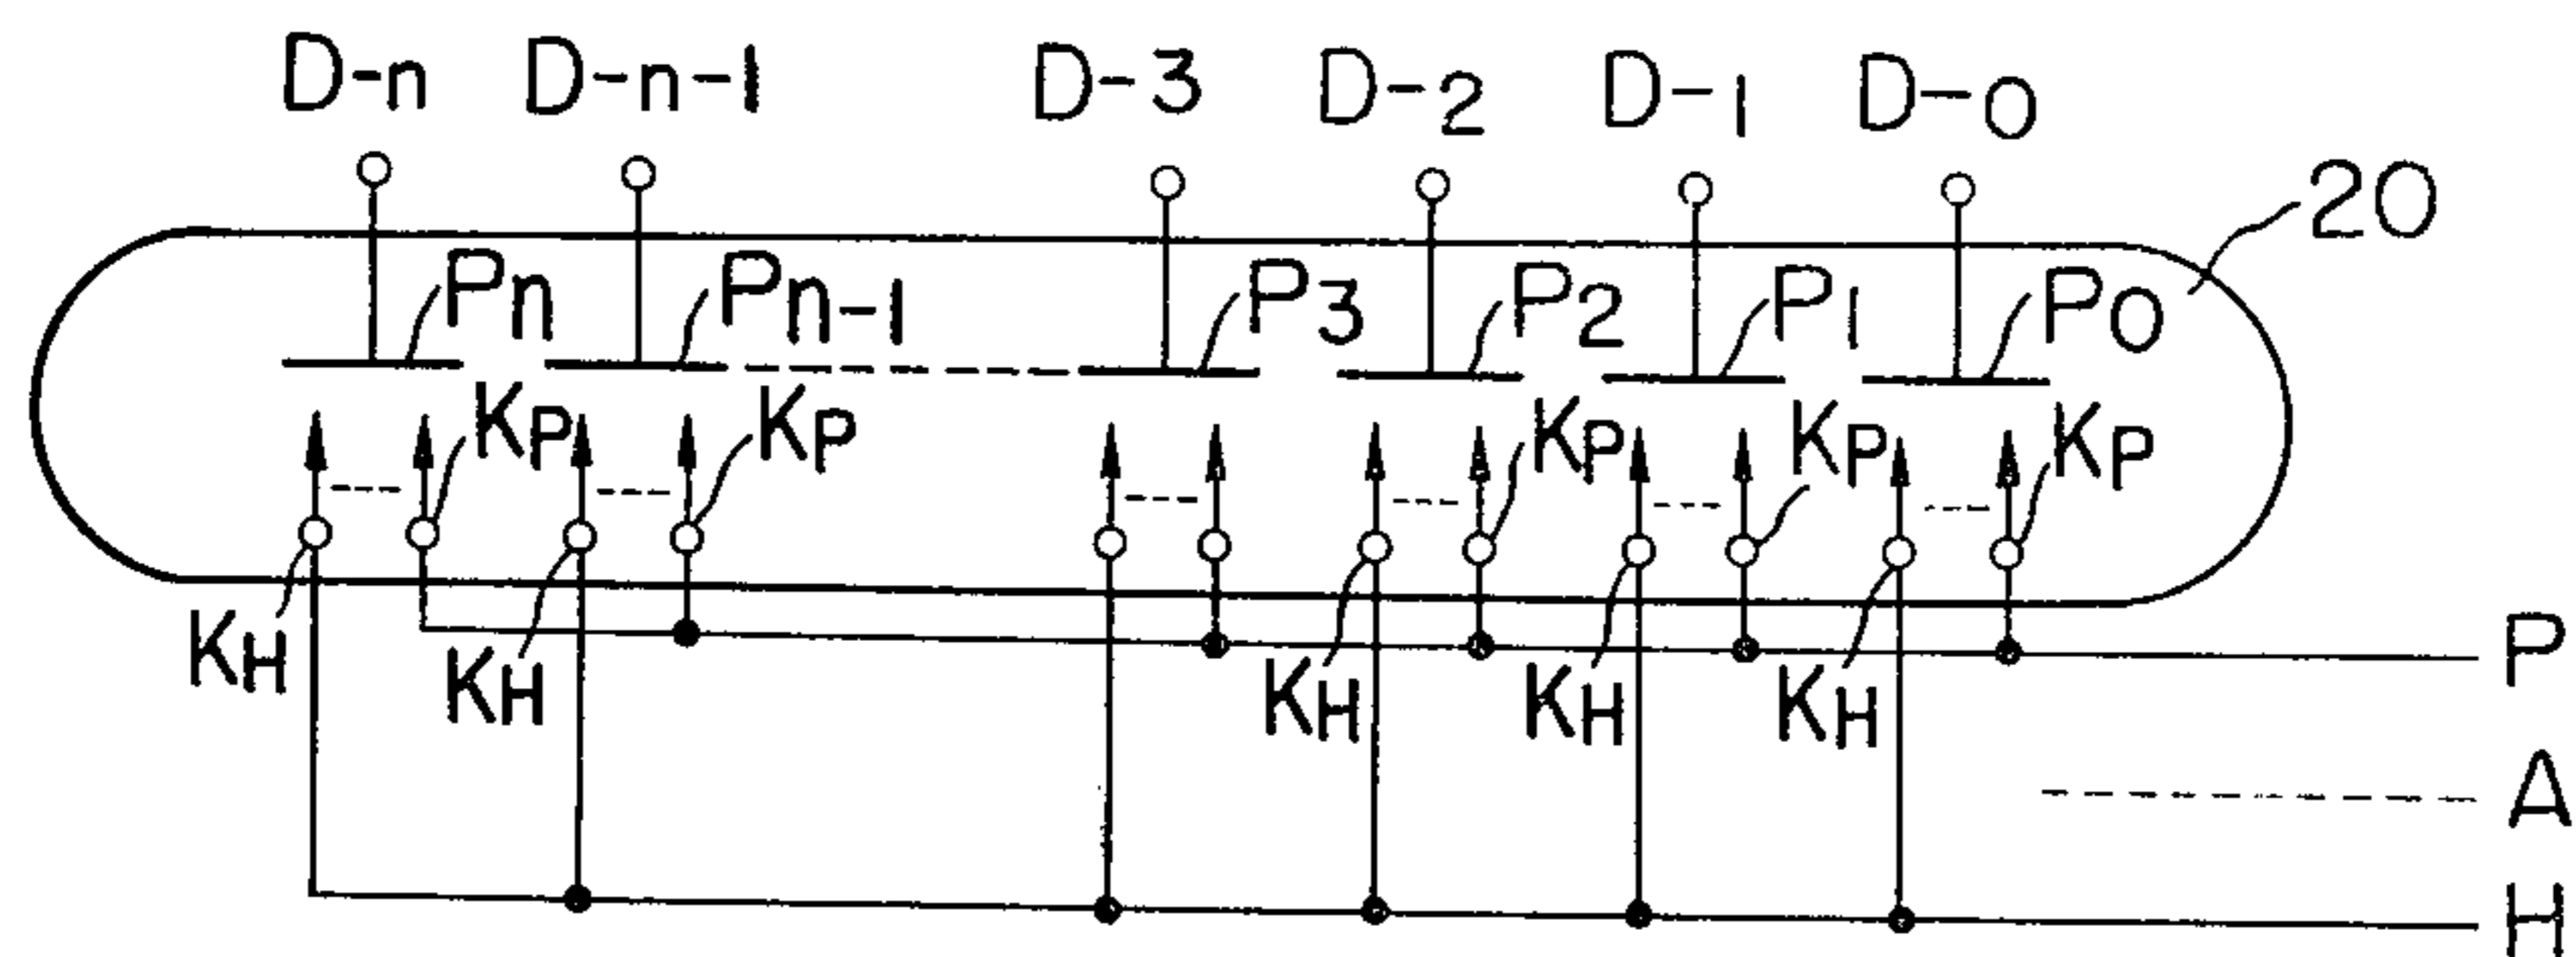 D-n D-n-1 D-3 D-2 D-1 D-0
20
Pn Pn-1 P3 P2 P1 P0
KP KP KP KP KP
KH KH KH KH KH
P
A
H